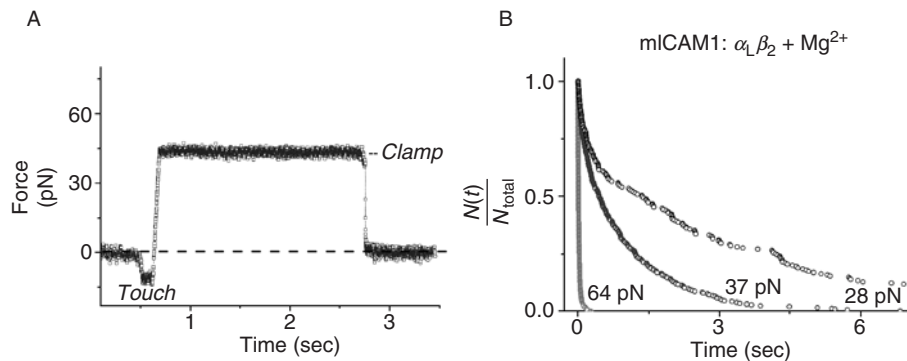 A
60
30
0
Force
(pN)
Clamp
Touch
1
2
3
Time (sec)
B
mICAM1: αLβ2 + Mg2+
1.0
0.5
0.0
N(t)
Ntotal
64 pN
37 pN
28 pN
0
3
6
Time (sec)